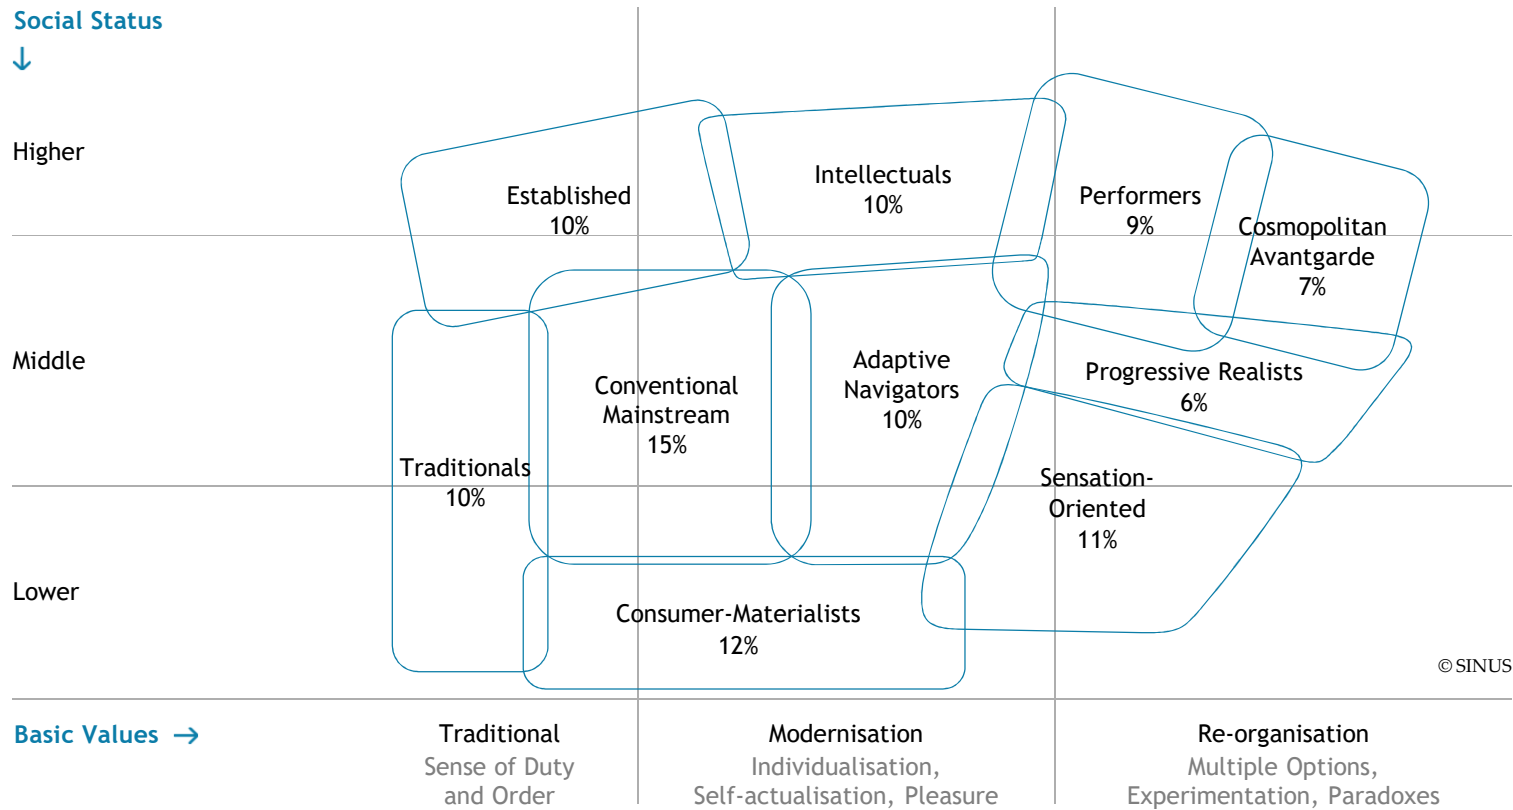 Social Status
↓
Higher
Established
10%
Intellectuals
10%
Performers
9%
Cosmopolitan
Avantgarde
7%
Middle
Conventional
Mainstream
15%
Adaptive
Navigators
10%
Progressive Realists
6%
Traditionals
10%
Sensation-
Oriented
11%
Lower
Consumer-Materialists
12%
© SINUS
Basic Values →
Traditional
Sense of Duty
and Order
Modernisation
Individualisation,
Self-actualisation, Pleasure
Re-organisation
Multiple Options,
Experimentation, Paradoxes